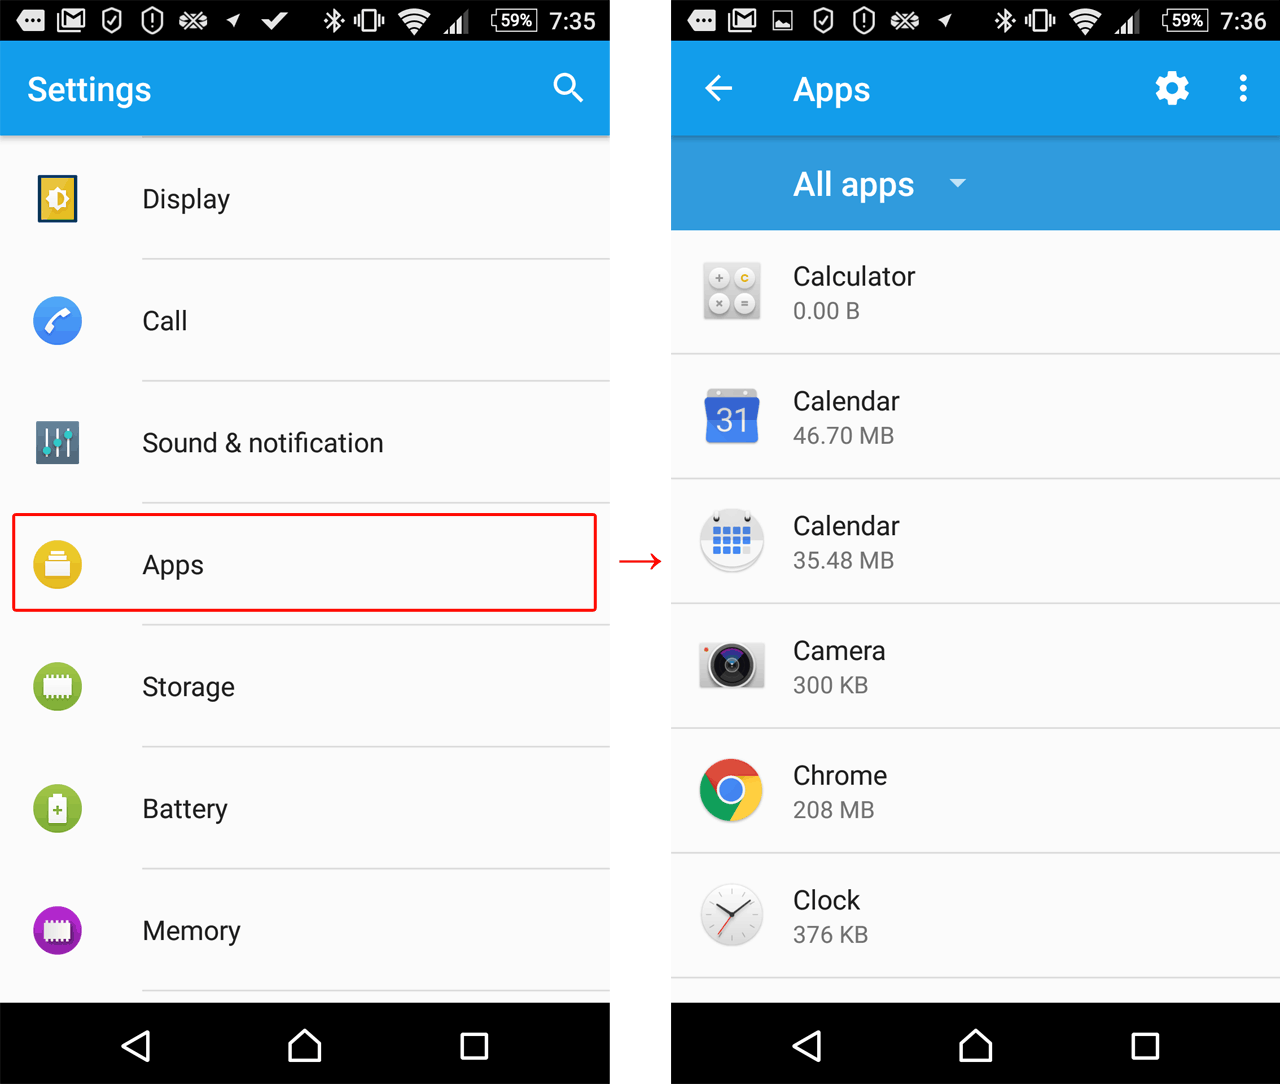 59% 7:35
Settings
Display
Call
Sound & notification
Apps
Storage
Battery
Memory
59% 7:36
Apps
All apps
Calculator
0.00 B
31
Calendar
46.70 MB
Calendar
35.48 MB
Camera
300 KB
Chrome
208 MB
Clock
376 KB